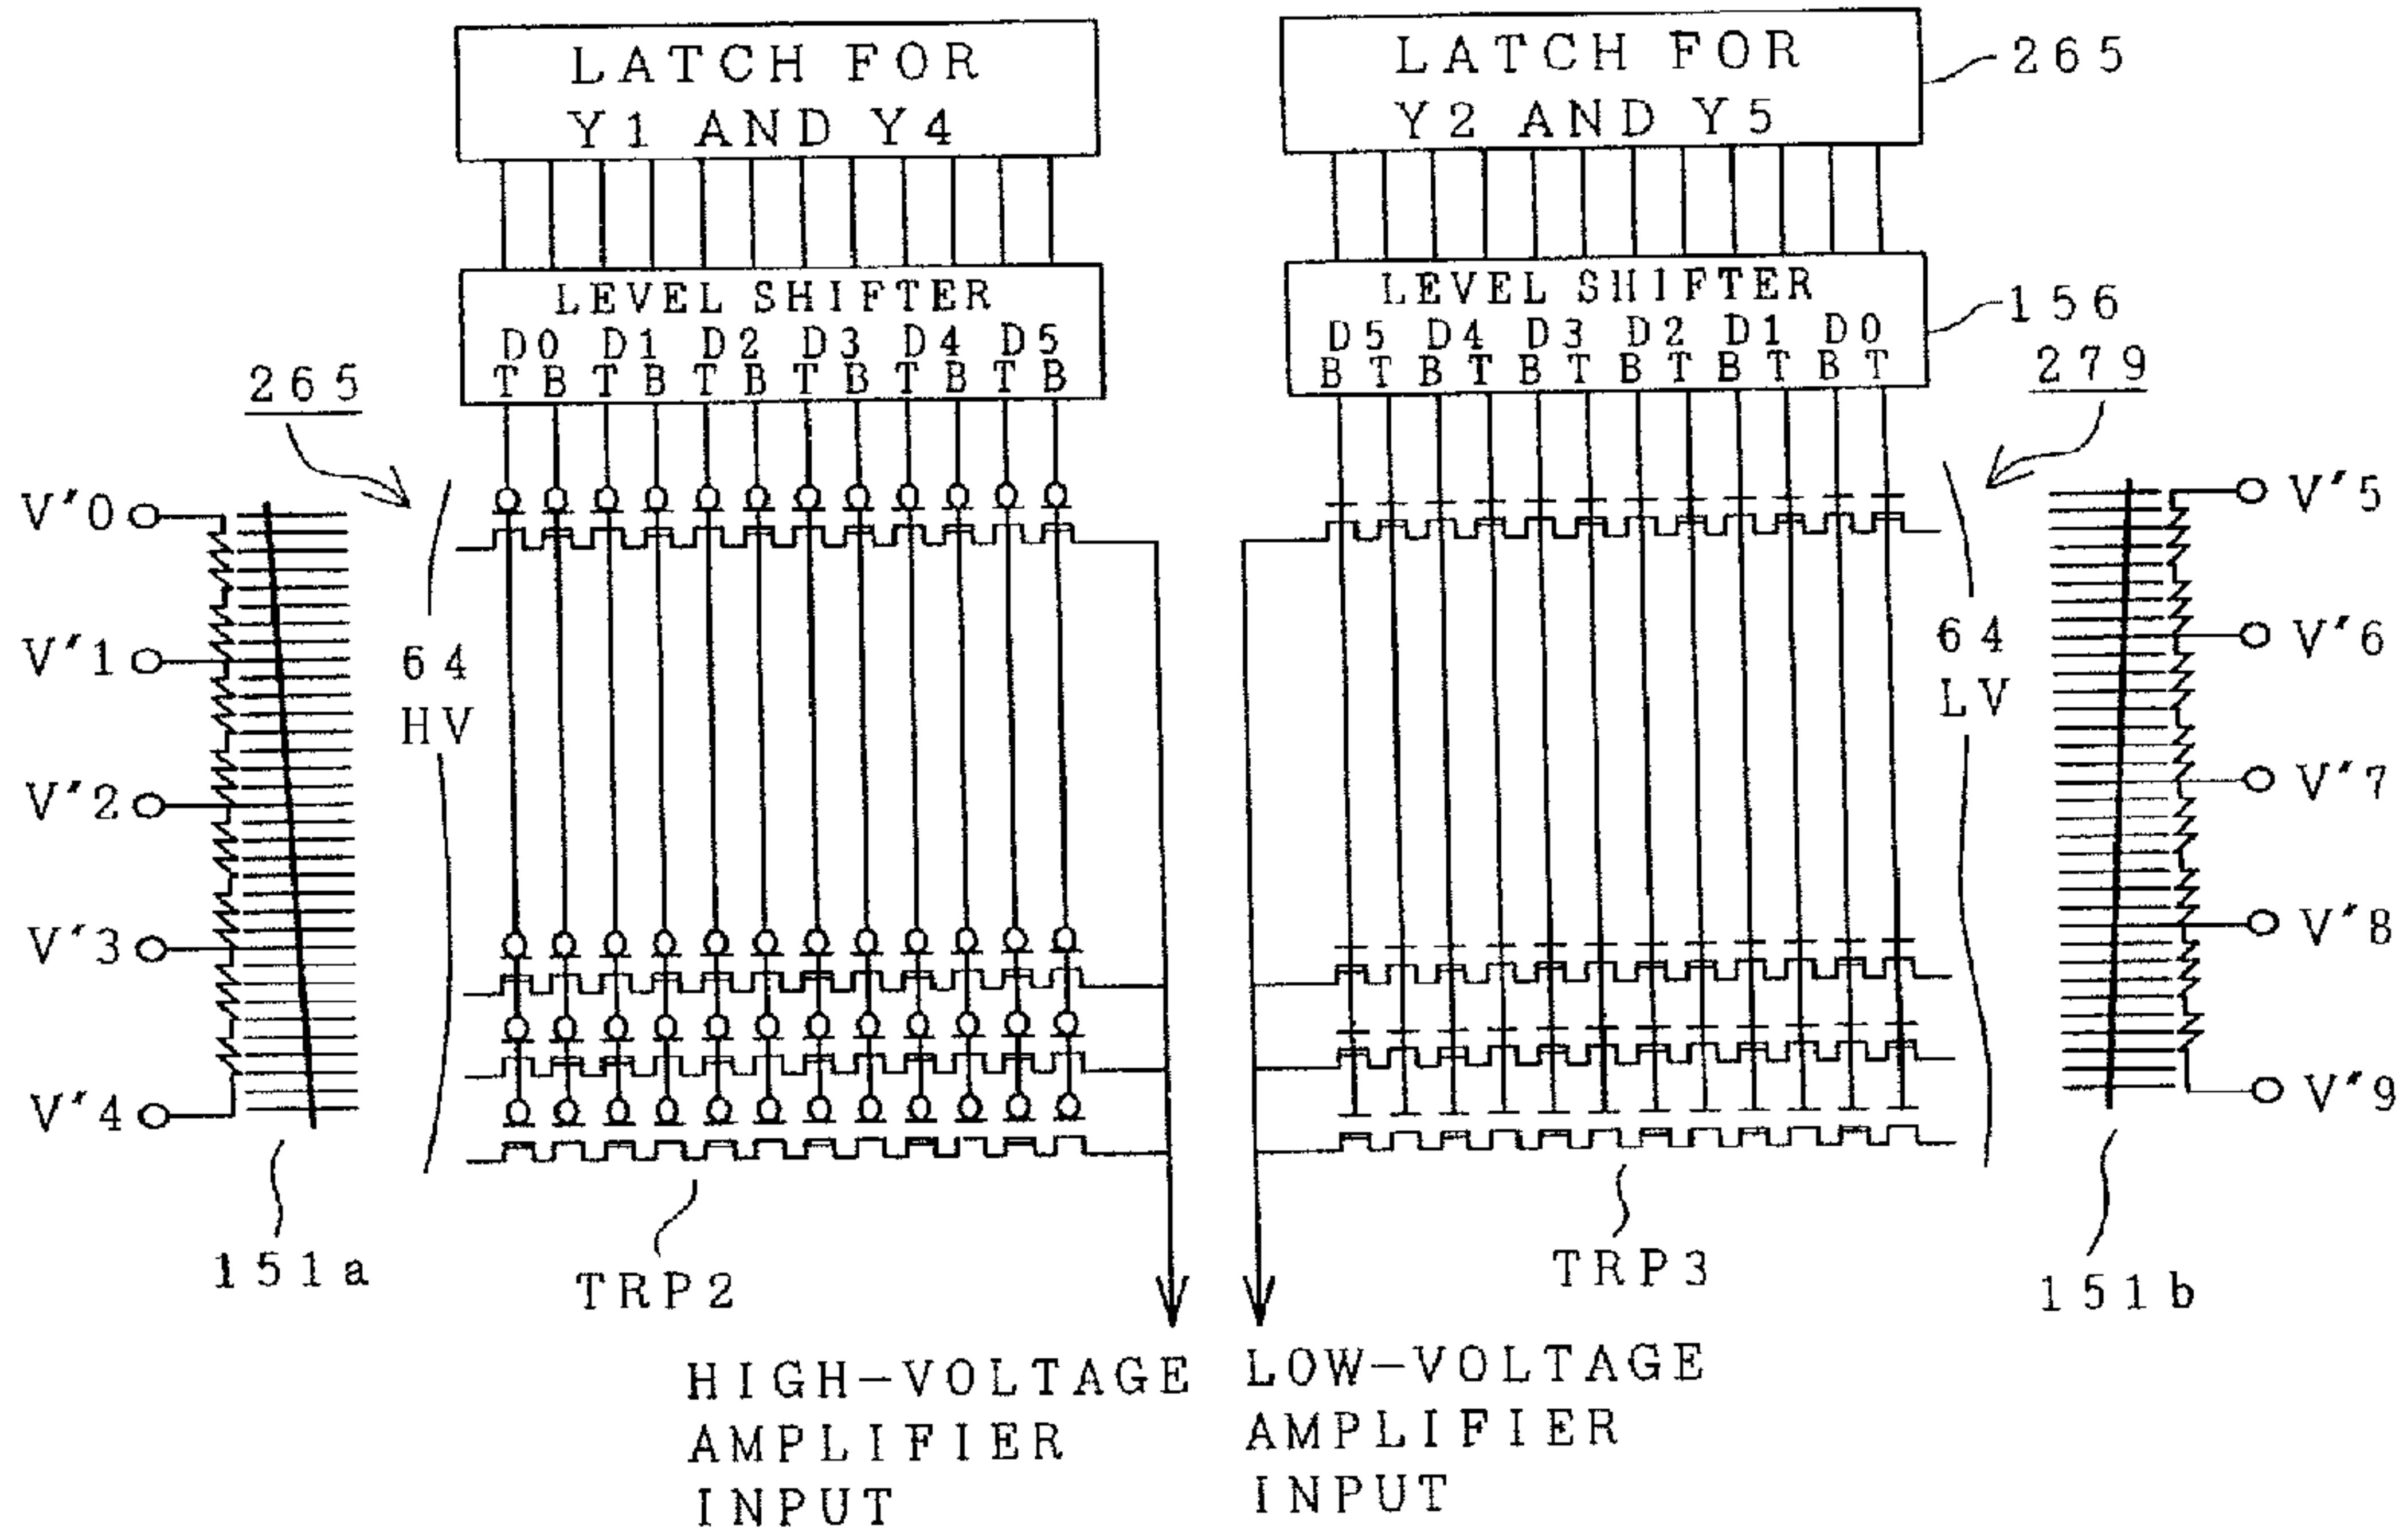 LATCH FOR
Y1 AND Y4
LATCH FOR
Y2 AND Y5
265
LEVEL SHIFTER
D0 D1 D2 D3 D4 D5
T B T B T B T B T B T B
LEVEL SHIFTER
D5 D4 D3 D2 D1 D0
B T B T B T B T B T B T
156
265
279
V"0
V"1
V"2
V"3
V"4
64
HV
64
LV
V"5
V"6
V"7
V"8
V"9
151a
TRP2
TRP3
151b
HIGH-VOLTAGE
AMPLIFIER
INPUT
LOW-VOLTAGE
AMPLIFIER
INPUT